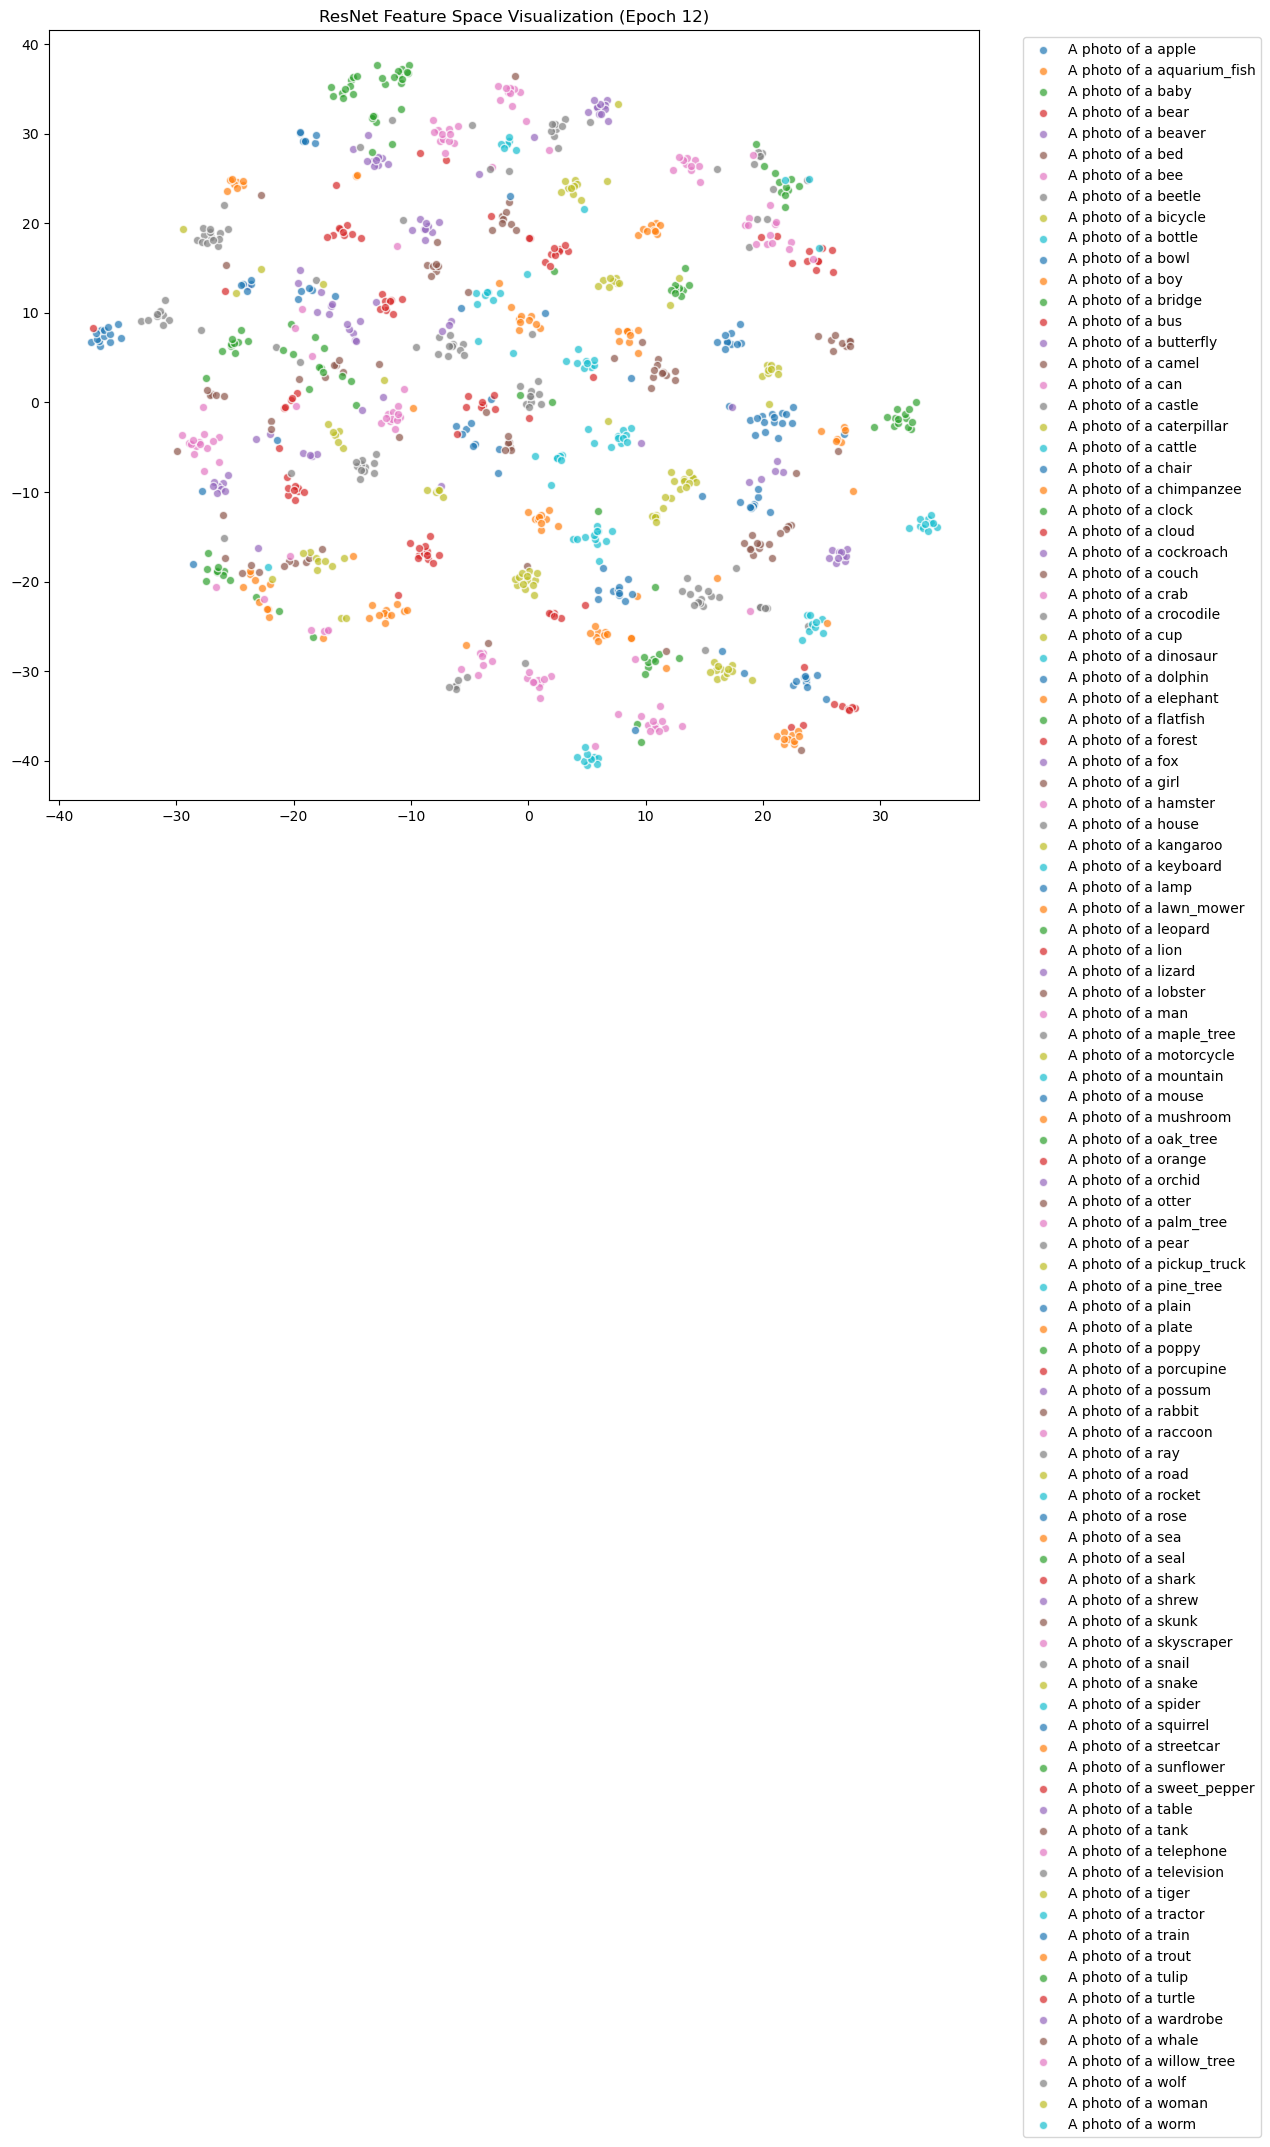 ResNet Feature Space Visualization (Epoch 12)
40
30
20
10
0
−10
−20
−30
−40
−40
−30
−20
−10
0
10
20
30
A photo of a apple
A photo of a aquarium_fish
A photo of a baby
A photo of a bear
A photo of a beaver
A photo of a bed
A photo of a bee
A photo of a beetle
A photo of a bicycle
A photo of a bottle
A photo of a bowl
A photo of a boy
A photo of a bridge
A photo of a bus
A photo of a butterfly
A photo of a camel
A photo of a can
A photo of a castle
A photo of a caterpillar
A photo of a cattle
A photo of a chair
A photo of a chimpanzee
A photo of a clock
A photo of a cloud
A photo of a cockroach
A photo of a couch
A photo of a crab
A photo of a crocodile
A photo of a cup
A photo of a dinosaur
A photo of a dolphin
A photo of a elephant
A photo of a flatfish
A photo of a forest
A photo of a fox
A photo of a girl
A photo of a hamster
A photo of a house
A photo of a kangaroo
A photo of a keyboard
A photo of a lamp
A photo of a lawn_mower
A photo of a leopard
A photo of a lion
A photo of a lizard
A photo of a lobster
A photo of a man
A photo of a maple_tree
A photo of a motorcycle
A photo of a mountain
A photo of a mouse
A photo of a mushroom
A photo of a oak_tree
A photo of a orange
A photo of a orchid
A photo of a otter
A photo of a palm_tree
A photo of a pear
A photo of a pickup_truck
A photo of a pine_tree
A photo of a plain
A photo of a plate
A photo of a poppy
A photo of a porcupine
A photo of a possum
A photo of a rabbit
A photo of a raccoon
A photo of a ray
A photo of a road
A photo of a rocket
A photo of a rose
A photo of a sea
A photo of a seal
A photo of a shark
A photo of a shrew
A photo of a skunk
A photo of a skyscraper
A photo of a snail
A photo of a snake
A photo of a spider
A photo of a squirrel
A photo of a streetcar
A photo of a sunflower
A photo of a sweet_pepper
A photo of a table
A photo of a tank
A photo of a telephone
A photo of a television
A photo of a tiger
A photo of a tractor
A photo of a train
A photo of a trout
A photo of a tulip
A photo of a turtle
A photo of a wardrobe
A photo of a whale
A photo of a willow_tree
A photo of a wolf
A photo of a woman
A photo of a worm